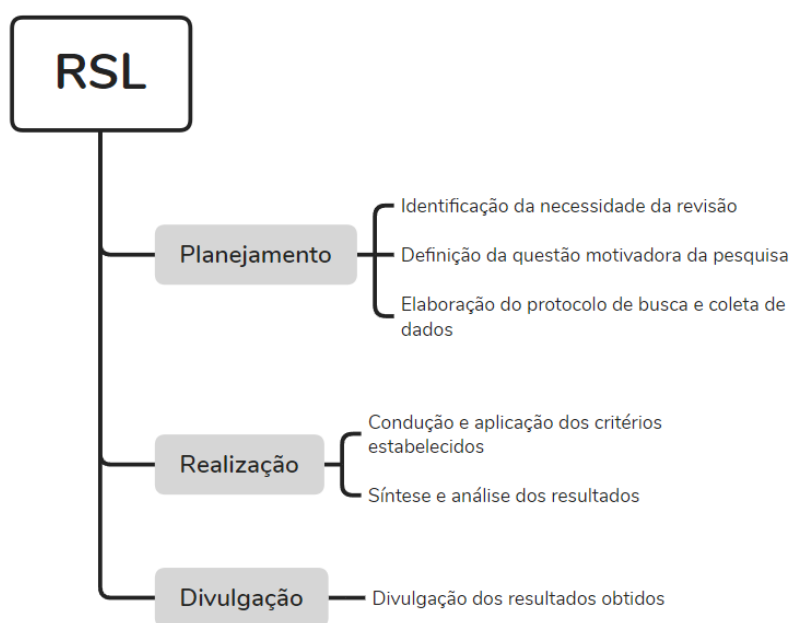 RSL
Planejamento
Identificação da necessidade da revisão
Definição da questão motivadora da pesquisa
Elaboração do protocolo de busca e coleta de
dados
Realização
Condução e aplicação dos critérios
estabelecidos
Síntese e análise dos resultados
Divulgação
Divulgação dos resultados obtidos